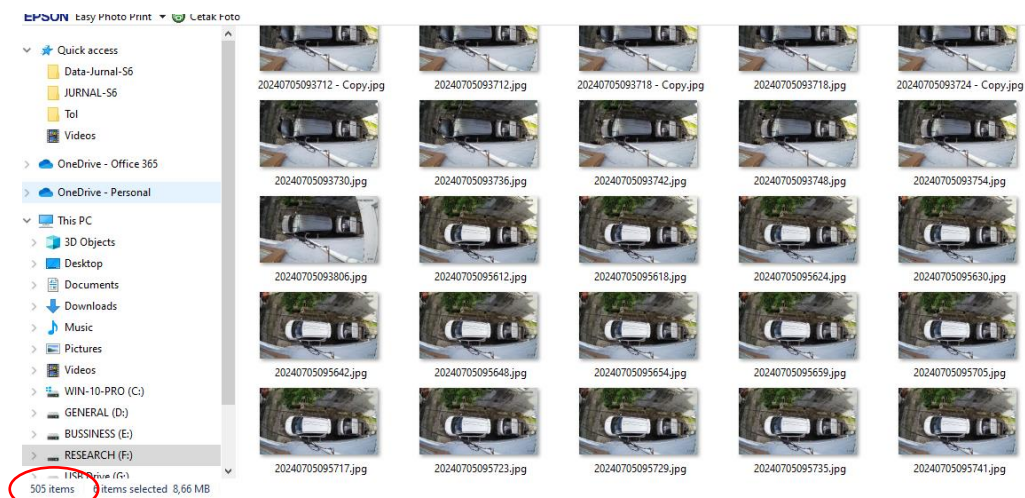 EPSON Easy Photo Print Cetak Foto
Quick access
Data-Jurnal-S6
JURNAL-S6
Tol
Videos
OneDrive - Office 365
OneDrive - Personal
This PC
3D Objects
Desktop
Documents
Downloads
Music
Pictures
Videos
WIN-10-PRO (C:)
GENERAL (D:)
BUSSINESS (E:)
RESEARCH (F:)
USB Drive (G:)
20240705093712 - Copy.jpg 20240705093712.jpg 20240705093718 - Copy.jpg 20240705093718.jpg 20240705093724 - Copy.jpg
20240705093730.jpg 20240705093736.jpg 20240705093742.jpg 20240705093748.jpg 20240705093754.jpg
20240705093806.jpg 20240705095612.jpg 20240705095618.jpg 20240705095624.jpg 20240705095630.jpg
20240705095642.jpg 20240705095648.jpg 20240705095654.jpg 20240705095659.jpg 20240705095705.jpg
20240705095717.jpg 20240705095723.jpg 20240705095729.jpg 20240705095735.jpg 20240705095741.jpg
505 items 6 items selected 8,66 MB